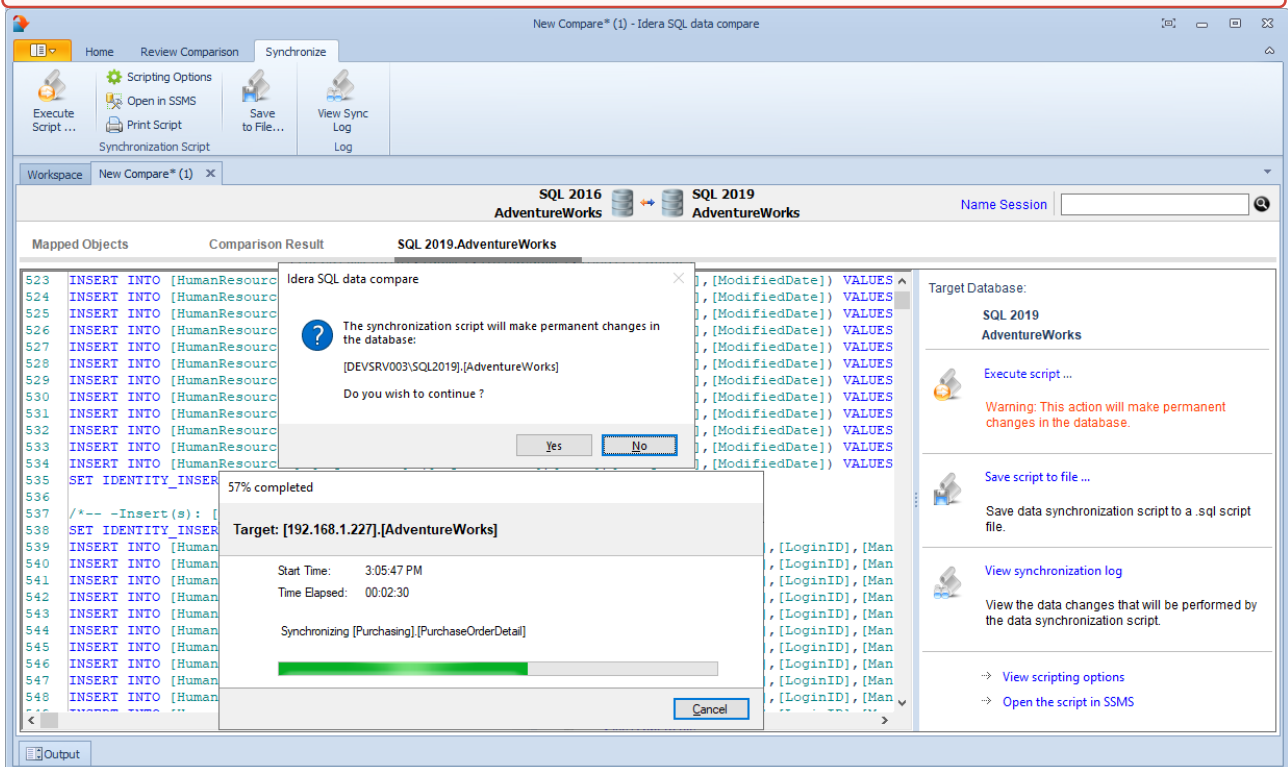 New Compare* (1) - Idera SQL data compare
Home Review Comparison Synchronize
Execute Script ...
Scripting Options
Open in SSMS
Print Script
Save to File...
View Sync Log
Synchronization Script
Log
Workspace New Compare* (1)
SQL 2016
AdventureWorks
SQL 2019
AdventureWorks
Name Session
Mapped Objects Comparison Result SQL 2019.AdventureWorks
523 INSERT INTO [HumanResourc ],[ModifiedDate]) VALUES
524 INSERT INTO [HumanResourc ],[ModifiedDate]) VALUES
525 INSERT INTO [HumanResourc ],[ModifiedDate]) VALUES
526 INSERT INTO [HumanResourc ],[ModifiedDate]) VALUES
527 INSERT INTO [HumanResourc ],[ModifiedDate]) VALUES
528 INSERT INTO [HumanResourc ],[ModifiedDate]) VALUES
529 INSERT INTO [HumanResourc ],[ModifiedDate]) VALUES
530 INSERT INTO [HumanResourc ],[ModifiedDate]) VALUES
531 INSERT INTO [HumanResourc ],[ModifiedDate]) VALUES
532 INSERT INTO [HumanResourc ],[ModifiedDate]) VALUES
533 INSERT INTO [HumanResourc ],[ModifiedDate]) VALUES
534 INSERT INTO [HumanResourc ],[ModifiedDate]) VALUES
535 SET IDENTITY_INSER
536
537 /*-- -Insert(s): [
538 SET IDENTITY_INSER
539 INSERT INTO [Human ],[LoginID],[Man
540 INSERT INTO [Human ],[LoginID],[Man
541 INSERT INTO [Human ],[LoginID],[Man
542 INSERT INTO [Human ],[LoginID],[Man
543 INSERT INTO [Human ],[LoginID],[Man
544 INSERT INTO [Human ],[LoginID],[Man
545 INSERT INTO [Human ],[LoginID],[Man
546 INSERT INTO [Human ],[LoginID],[Man
547 INSERT INTO [Human ],[LoginID],[Man
548 INSERT INTO [Human ],[LoginID],[Man
Idera SQL data compare
The synchronization script will make permanent changes in
the database:
[DEVSRV003\SQL2019].[AdventureWorks]
Do you wish to continue ?
Yes No
57% completed
Target: [192.168.1.227].[AdventureWorks]
Start Time: 3:05:47 PM
Time Elapsed: 00:02:30
Synchronizing [Purchasing].[PurchaseOrderDetail]
Cancel
Target Database:
SQL 2019
AdventureWorks
Execute script ...
Warning: This action will make permanent
changes in the database.
Save script to file ...
Save data synchronization script to a .sql script
file.
View synchronization log
View the data changes that will be performed by
the data synchronization script.
View scripting options
Open the script in SSMS
Output